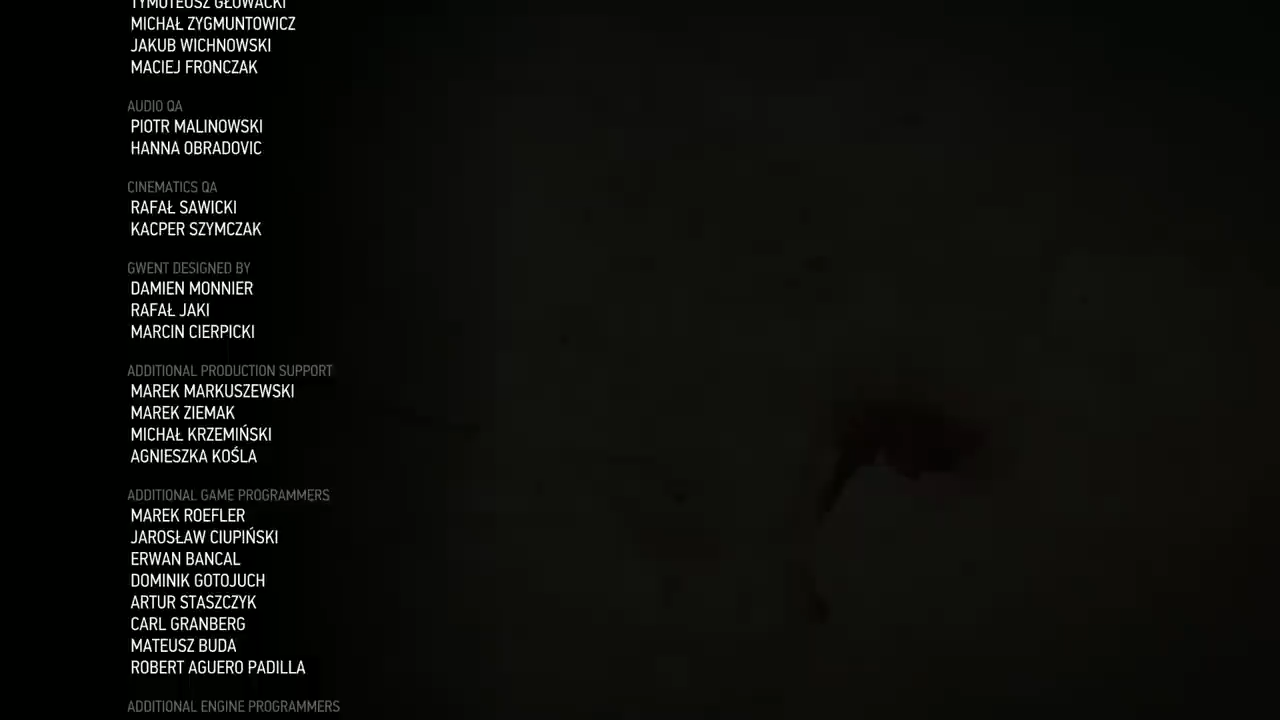 TYMOTEUSZ GŁOWACKI
MICHAŁ ZYGMUNTOWICZ
JAKUB WICHNOWSKI
MACIEJ FRONCZAK
AUDIO QA
PIOTR MALINOWSKI
HANNA OBRADOVIC
CINEMATICS QA
RAFAŁ SAWICKI
KACPER SZYMCZAK
GWENT DESIGNED BY
DAMIEN MONNIER
RAFAŁ JAKI
MARCIN CIERPICKI
ADDITIONAL PRODUCTION SUPPORT
MAREK MARKUSZEWSKI
MAREK ZIEMAK
MICHAŁ KRZEMIŃSKI
AGNIESZKA KOŚLA
ADDITIONAL GAME PROGRAMMERS
MAREK ROEFLER
JAROSŁAW CIUPIŃSKI
ERWAN BANCAL
DOMINIK GOTOJUCH
ARTUR STASZCZYK
CARL GRANBERG
MATEUSZ BUDA
ROBERT AGUERO PADILLA
ADDITIONAL ENGINE PROGRAMMERS